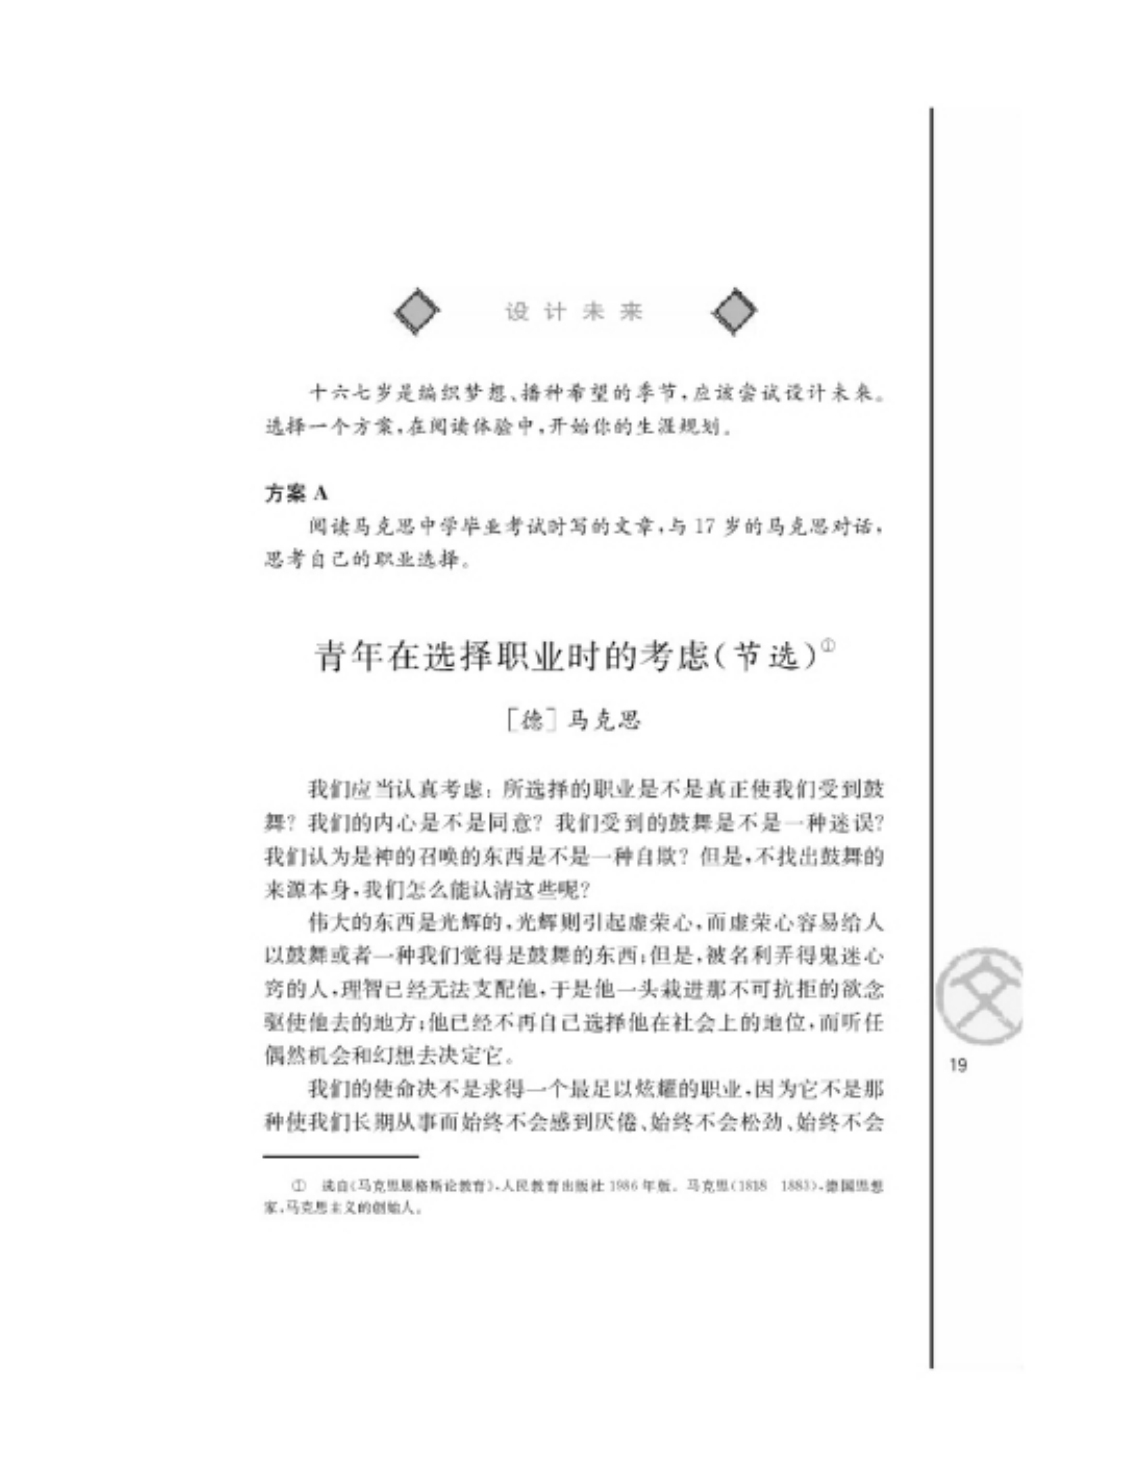 设计未来
十六七岁是编织梦想、播种希望的季节,应该尝试设计未来。
选择一个方案,在阅读体验中,开始你的生涯规划。
方案 A
阅读马克思中学毕业考试时写的文章,与 17 岁的马克思对话,
思考自己的职业选择。
青年在选择职业时的考虑(节选)①
[德] 马克思
我们应当认真考虑: 所选择的职业是不是真正使我们受到鼓
舞? 我们的内心是不是同意? 我们受到的鼓舞是不是一种迷误?
我们认为是神的召唤的东西是不是一种自欺? 但是,不找出鼓舞的
来源本身,我们怎么能认清这些呢?
伟大的东西是光辉的,光辉则引起虚荣心,而虚荣心容易给人
以鼓舞或者一种我们觉得是鼓舞的东西;但是,被名利弄得鬼迷心
窍的人,理智已经无法支配他,于是他一头栽进那不可抗拒的欲念
驱使他去的地方;他已经不再自己选择他在社会上的地位,而听任
偶然机会和幻想去决定它。
我们的使命决不是求得一个最足以炫耀的职业,因为它不是那
种使我们长期从事而始终不会感到厌倦、始终不会松劲、始终不会
① 选自《马克思恩格斯论教育》,人民教育出版社 1986 年版。马克思(1818—1883),德国思想
家,马克思主义的创始人。
文
19